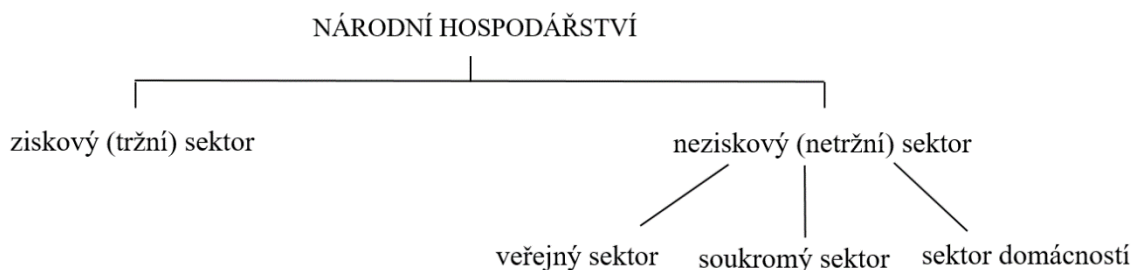 NÁRODNÍ HOSPODÁŘSTVÍ
ziskový (tržní) sektor
neziskový (netržní) sektor
veřejný sektor
soukromý sektor
sektor domácností